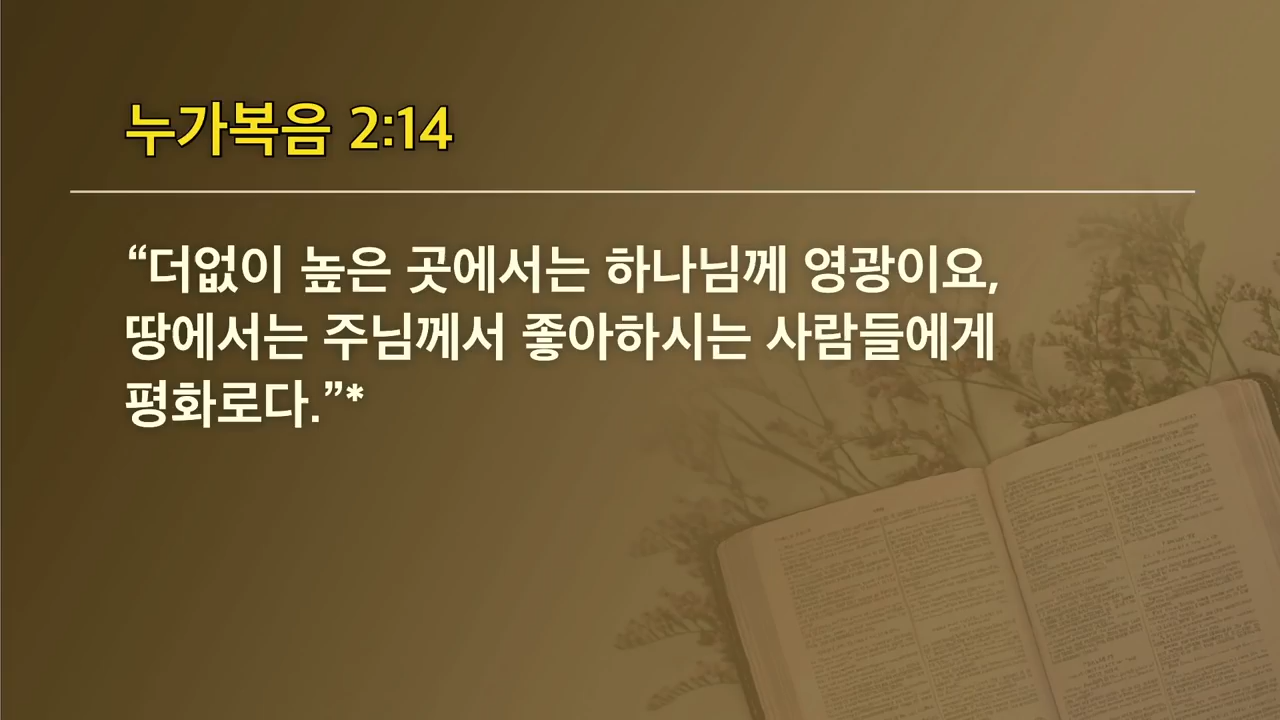 누가복음 2:14
“더없이 높은 곳에서는 하나님께 영광이요,
땅에서는 주님께서 좋아하시는 사람들에게
평화로다.”*